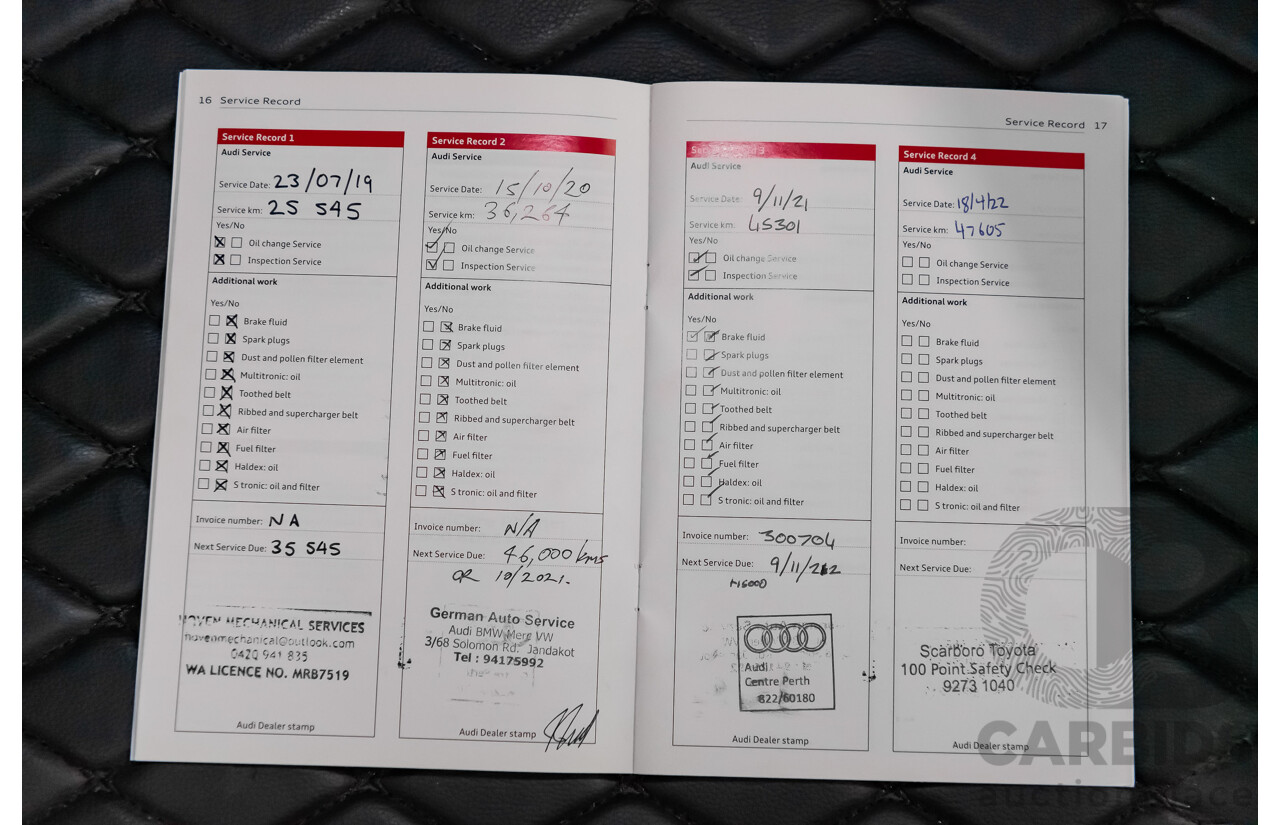 16 Service Record
Service Record 1
Audi Service
Service Date: 23/07/19
Service km: 25 545
Yes/No
Oil change Service
Inspection Service
Additional work
Yes/No
Brake fluid
Spark plugs
Dust and pollen filter element
Multitronic: oil
Toothed belt
Ribbed and supercharger belt
Air filter
Fuel filter
Haldex: oil
S tronic: oil and filter
Invoice number: NA
Next Service Due: 35 545
NOVEN MECHANICAL SERVICES
novenmechanical@outlook.com
0420 941 835
WA LICENCE NO. MRB7519
Audi Dealer stamp
Service Record 2
Audi Service
Service Date: 15/10/20
Service km: 36,264
Yes/No
Oil change Service
Inspection Service
Additional work
Yes/No
Brake fluid
Spark plugs
Dust and pollen filter element
Multitronic: oil
Toothed belt
Ribbed and supercharger belt
Air filter
Fuel filter
Haldex: oil
S tronic: oil and filter
Invoice number: N/A
Next Service Due: 46,000 kms
OR 10/2021.
German Auto Service
Audi BMW Merc VW
3/68 Solomon Rd. Jandakot
Tel : 94175992
Audi Dealer stamp
Service Record 17
Service Record 3
Audi Service
Service Date: 9/11/21
Service km: 45301
Yes/No
Oil change Service
Inspection Service
Additional work
Yes/No
Brake fluid
Spark plugs
Dust and pollen filter element
Multitronic: oil
Toothed belt
Ribbed and supercharger belt
Air filter
Fuel filter
Haldex: oil
S tronic: oil and filter
Invoice number: 300704
Next Service Due:
Audi
Centre Perth
822/60180
Audi Dealer stamp
Service Record 4
Audi Service
Service Date: 18/4/22
Service km: 47605
Yes/No
Oil change Service
Inspection Service
Additional work
Yes/No
Brake fluid
Spark plugs
Dust and pollen filter element
Multitronic: oil
Toothed belt
Ribbed and supercharger belt
Air filter
Fuel filter
Haldex: oil
S tronic: oil and filter
Invoice number:
Next Service Due:
Scarboro Toyota
100 Point Safety Check
9273 1040
Audi Dealer stamp
CARBIDS
auction place